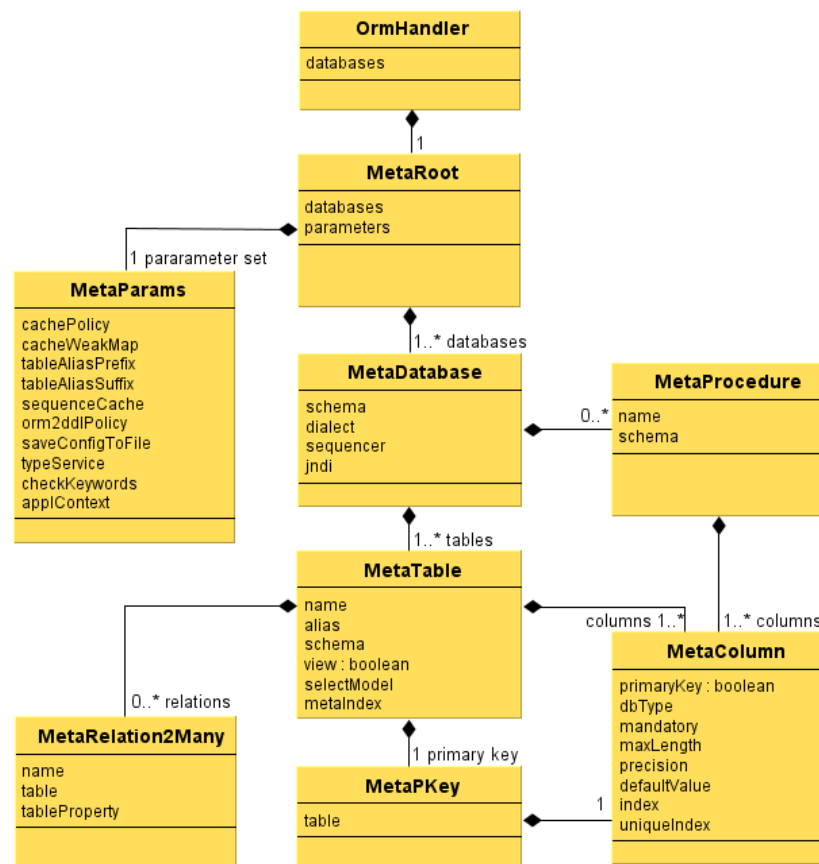 OrmHandler
databases
1
MetaRoot
databases
parameters
1 pararameter set
MetaParams
cachePolicy
cacheWeakMap
tableAliasPrefix
tableAliasSuffix
sequenceCache
orm2ddlPolicy
saveConfigToFile
typeService
checkKeywords
applContext
1..* databases
MetaDatabase
schema
dialect
sequencer
jndi
0..*
MetaProcedure
name
schema
1..* tables
MetaTable
name
alias
schema
view : boolean
selectModel
metaIndex
columns 1..*
1..* columns
MetaColumn
primaryKey : boolean
dbType
mandatory
maxLength
precision
defaultValue
index
uniqueIndex
0..* relations
MetaRelation2Many
name
table
tableProperty
1 primary key
MetaPKey
table
1